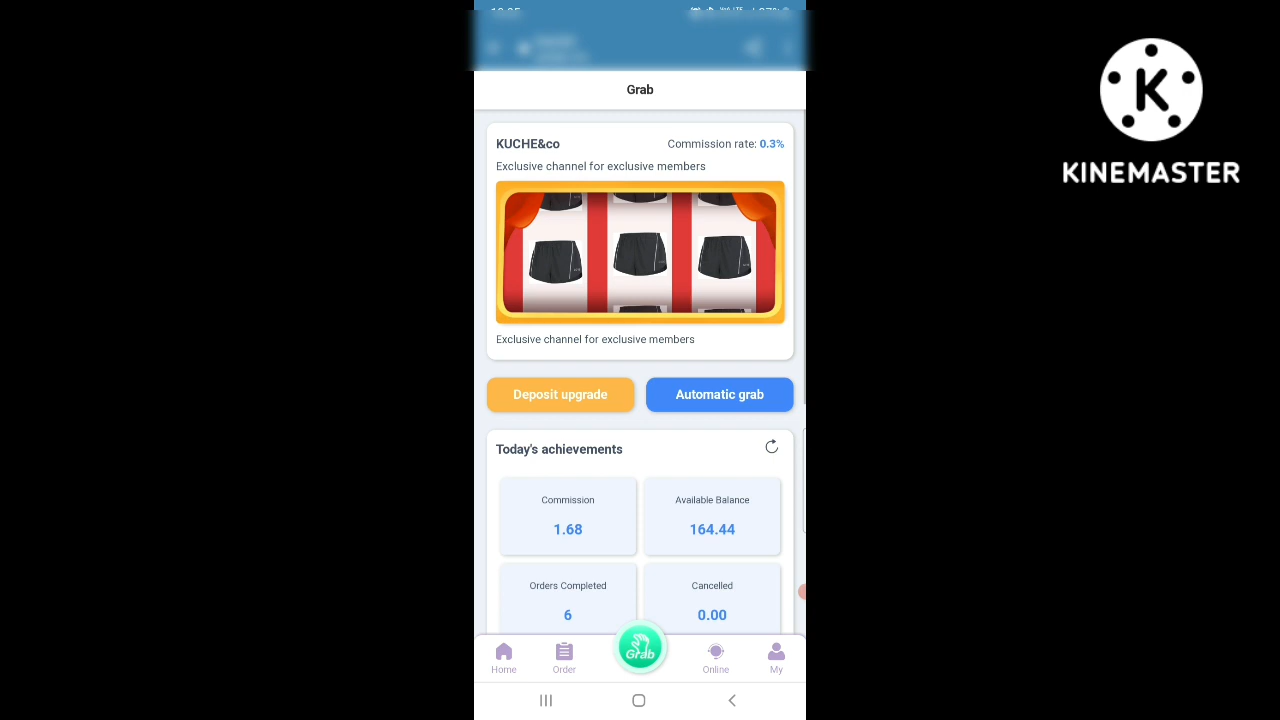 Grab
KUCHE&co
Commission rate: 0.3%
Exclusive channel for exclusive members
Exclusive channel for exclusive members
Deposit upgrade
Automatic grab
Today's achievements
Commission
Available Balance
1.68
164.44
Orders Completed
Cancelled
6
0.00
Grab
Home
Order
Online
My
K
KINEMASTER